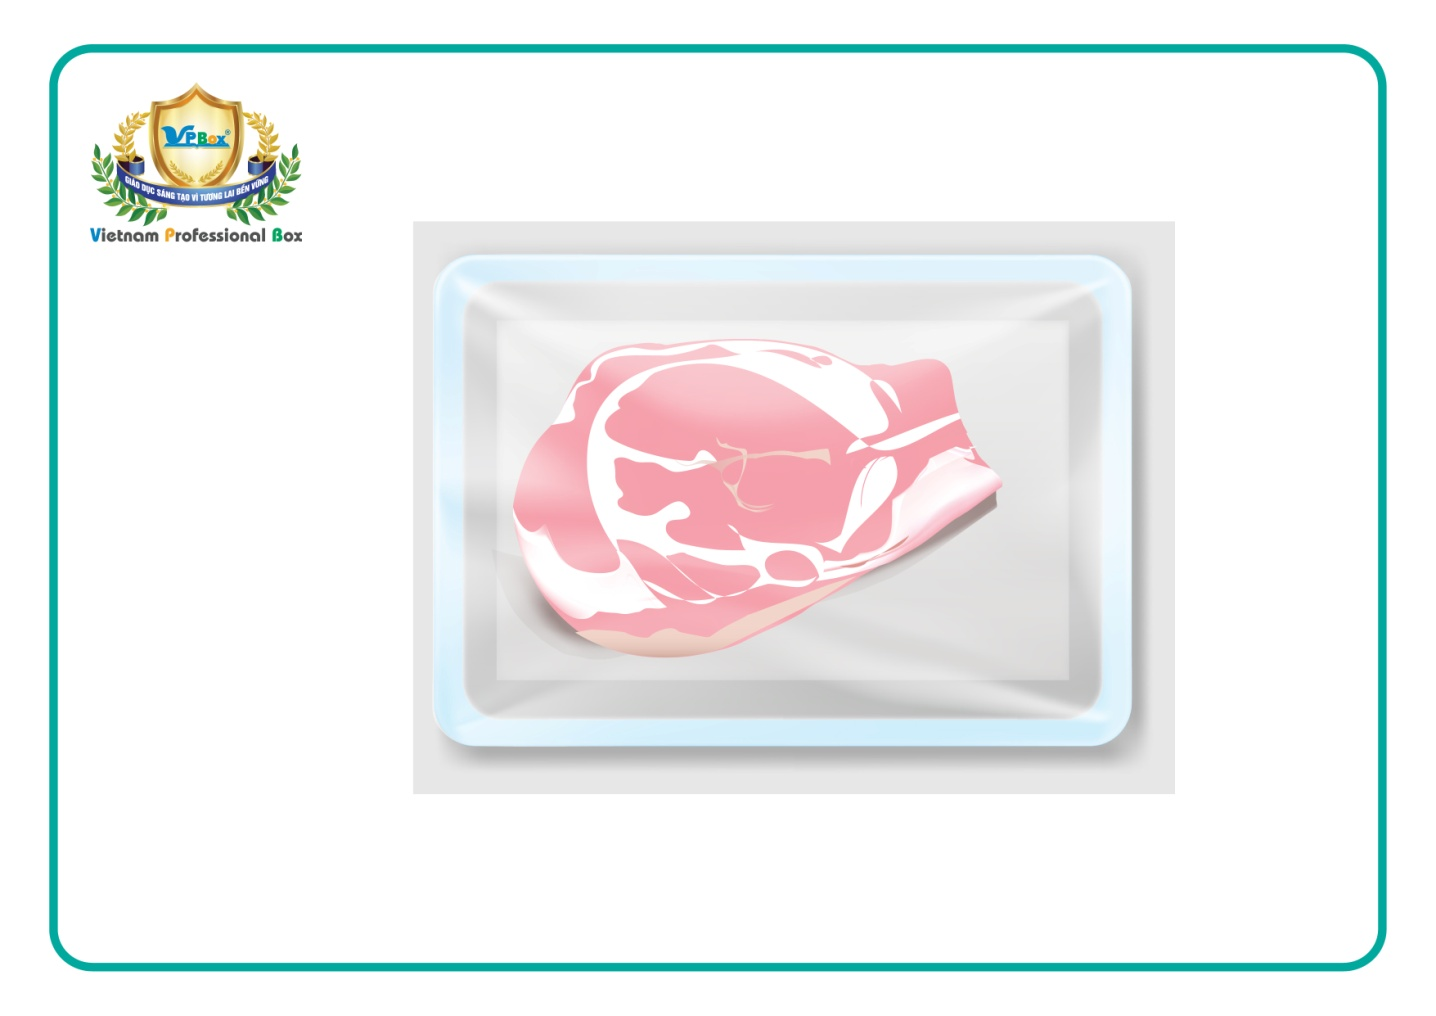 VPBox®
GIÁO DỤC SÁNG TẠO VÌ TƯƠNG LAI BỀN VỮNG
Vietnam Professional Box